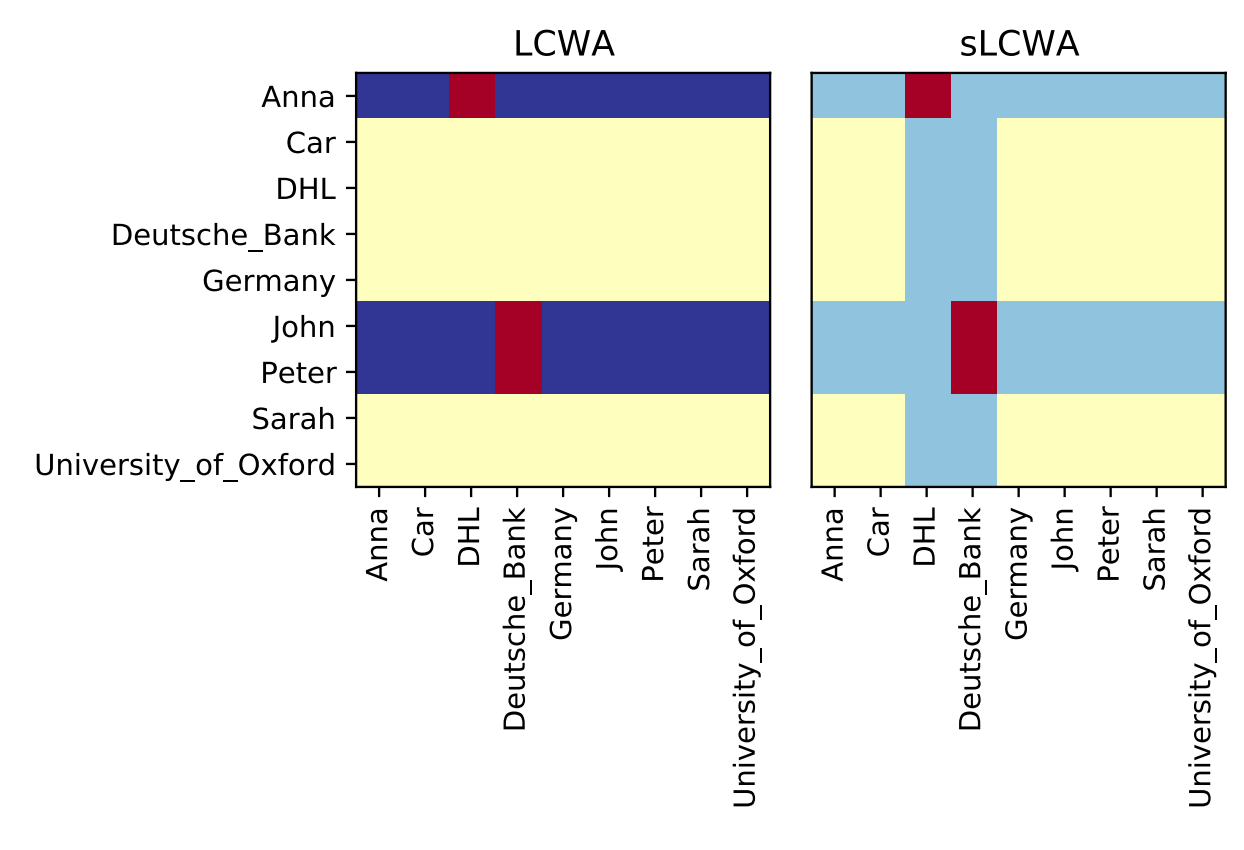 LCWA
sLCWA
Anna
Car
DHL
Deutsche_Bank
Germany
John
Peter
Sarah
University_of_Oxford
Anna
Car
DHL
Deutsche_Bank
Germany
John
Peter
Sarah
University_of_Oxford
Anna
Car
DHL
Deutsche_Bank
Germany
John
Peter
Sarah
University_of_Oxford